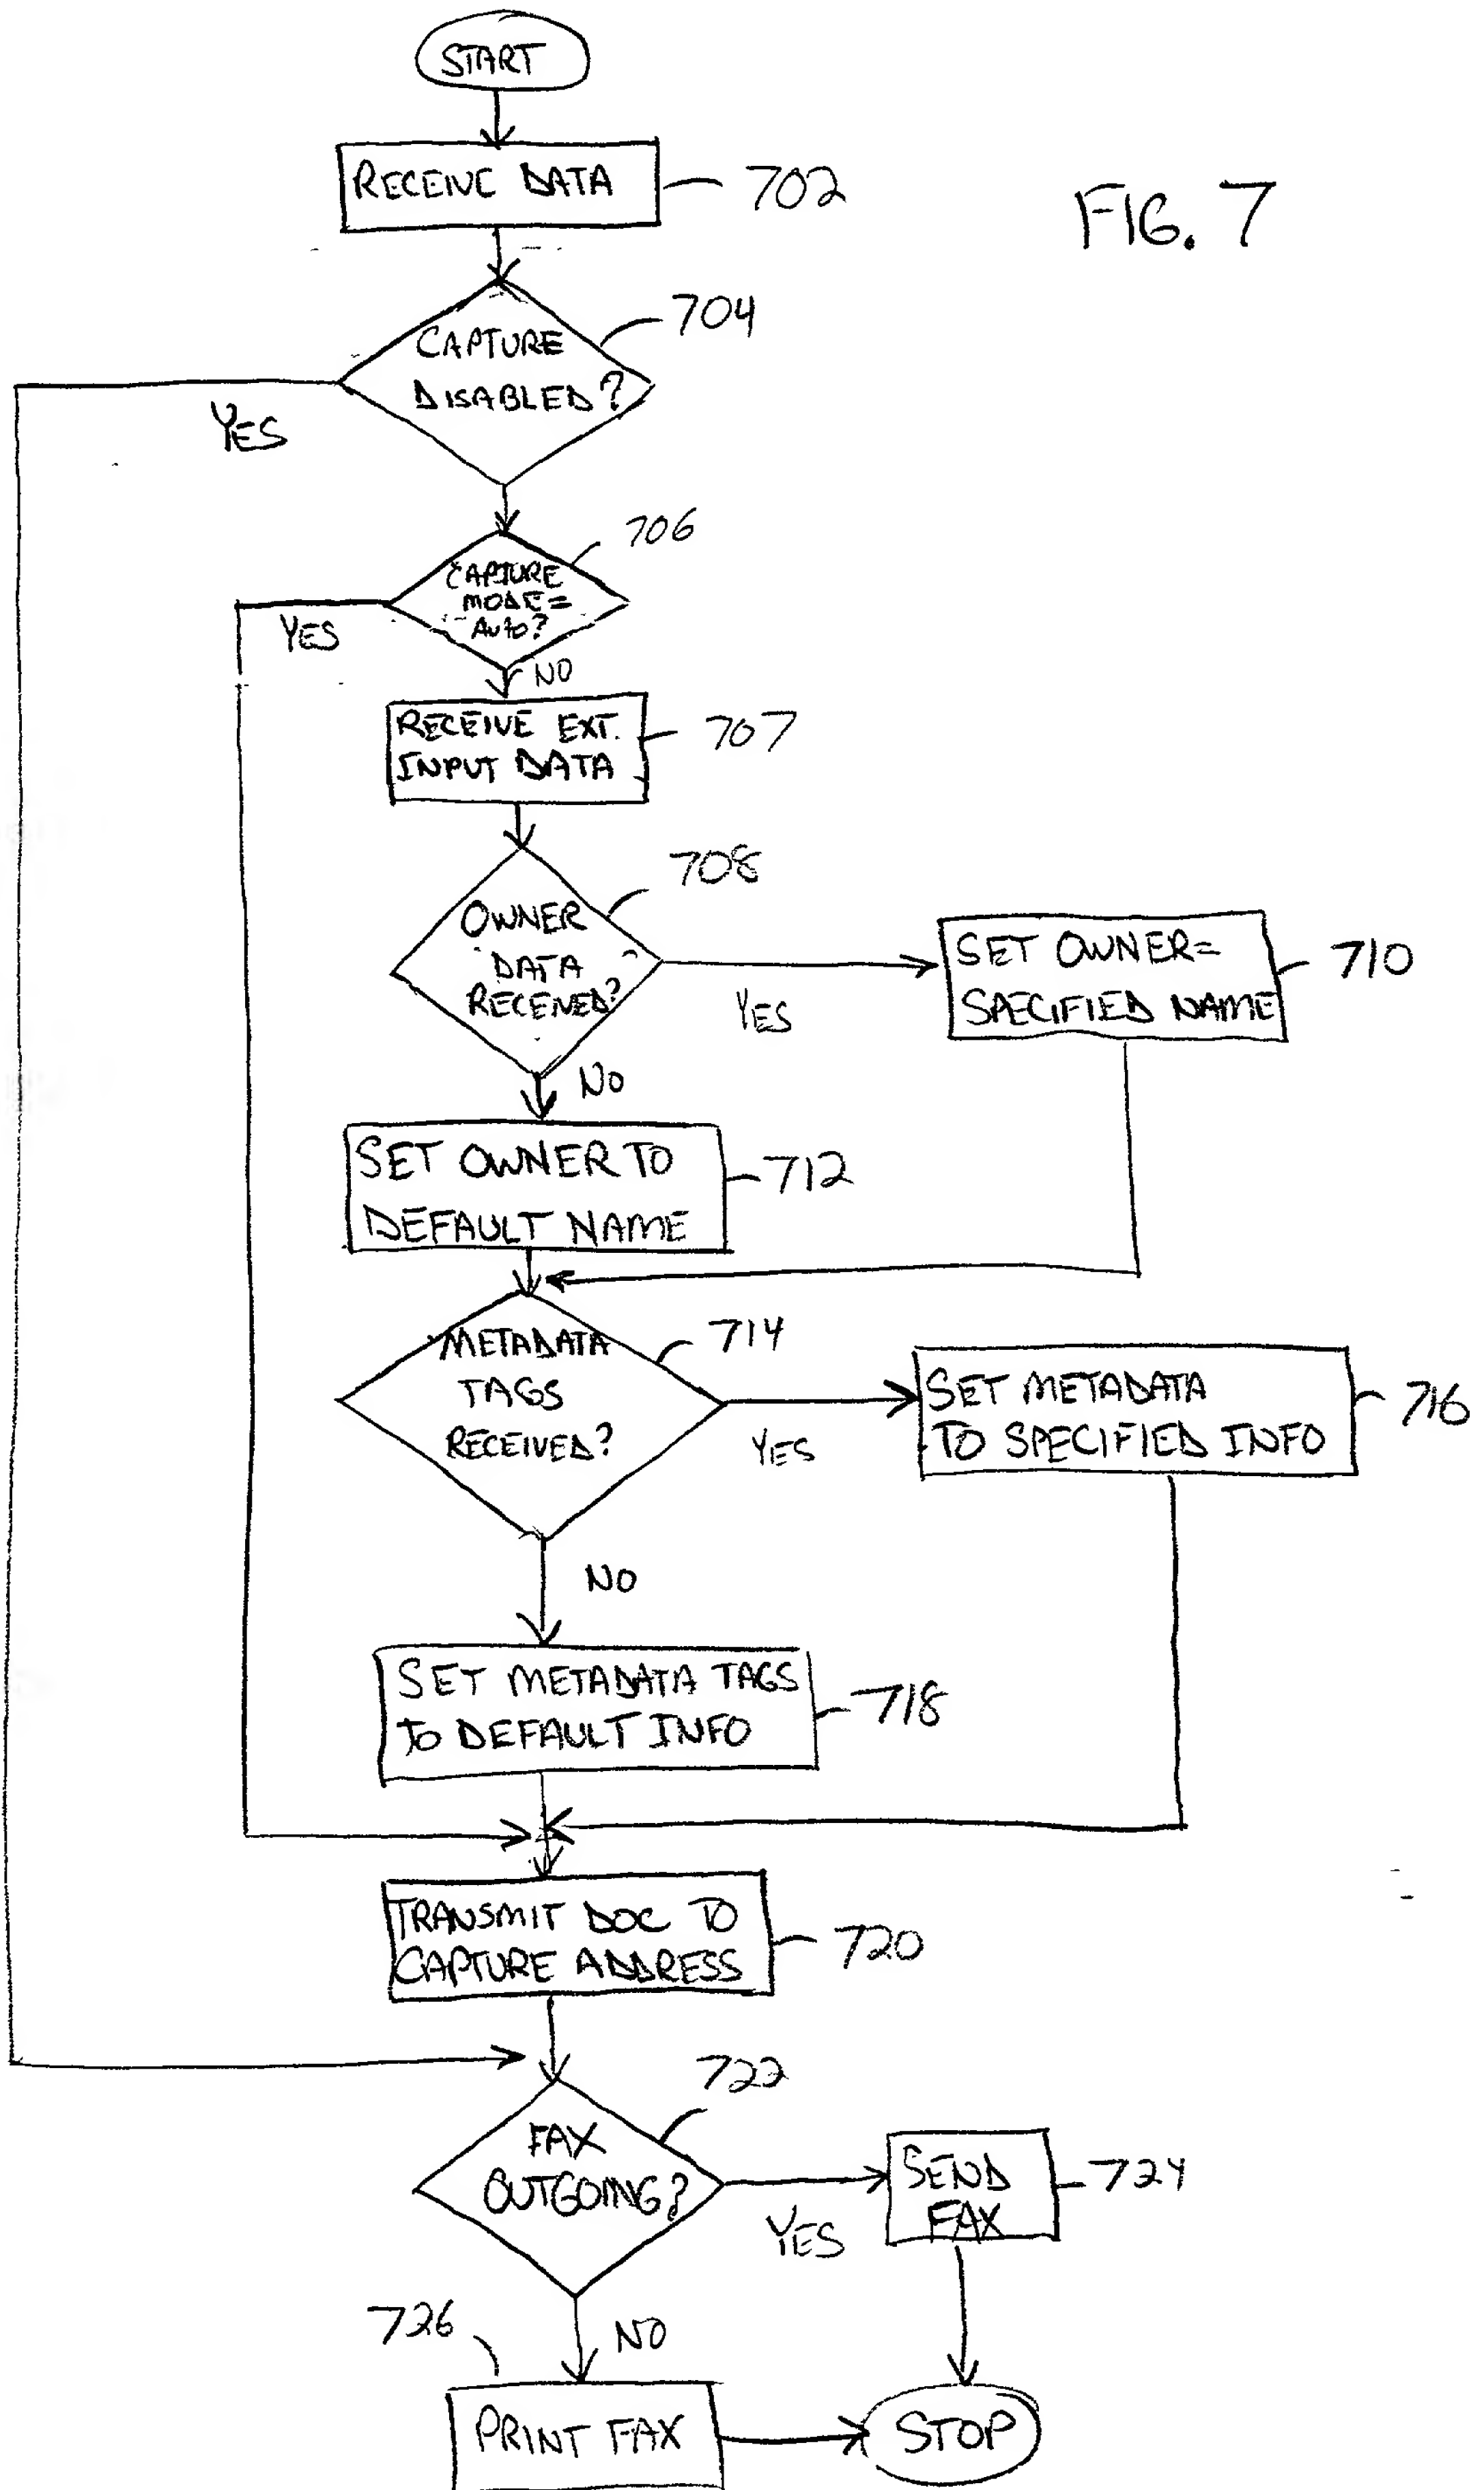 START
RECEIVE DATA
702
FIG. 7
704
CAPTURE
DISABLED?
YES
706
CAPTURE
MODE=
AUTO?
YES
NO
RECEIVE EXT.
INPUT DATA
707
708
OWNER
DATA
RECEIVED?
YES
SET OWNER=
SPECIFIED NAME
710
NO
SET OWNER TO
DEFAULT NAME
712
METADATA
TAGS
RECEIVED?
714
YES
SET METADATA
TO SPECIFIED INFO
716
NO
SET METADATA TAGS
TO DEFAULT INFO
718
TRANSMIT DOC TO
CAPTURE ADDRESS
720
722
FAX
OUTGOING?
YES
SEND
FAX
724
726
NO
PRINT FAX
STOP